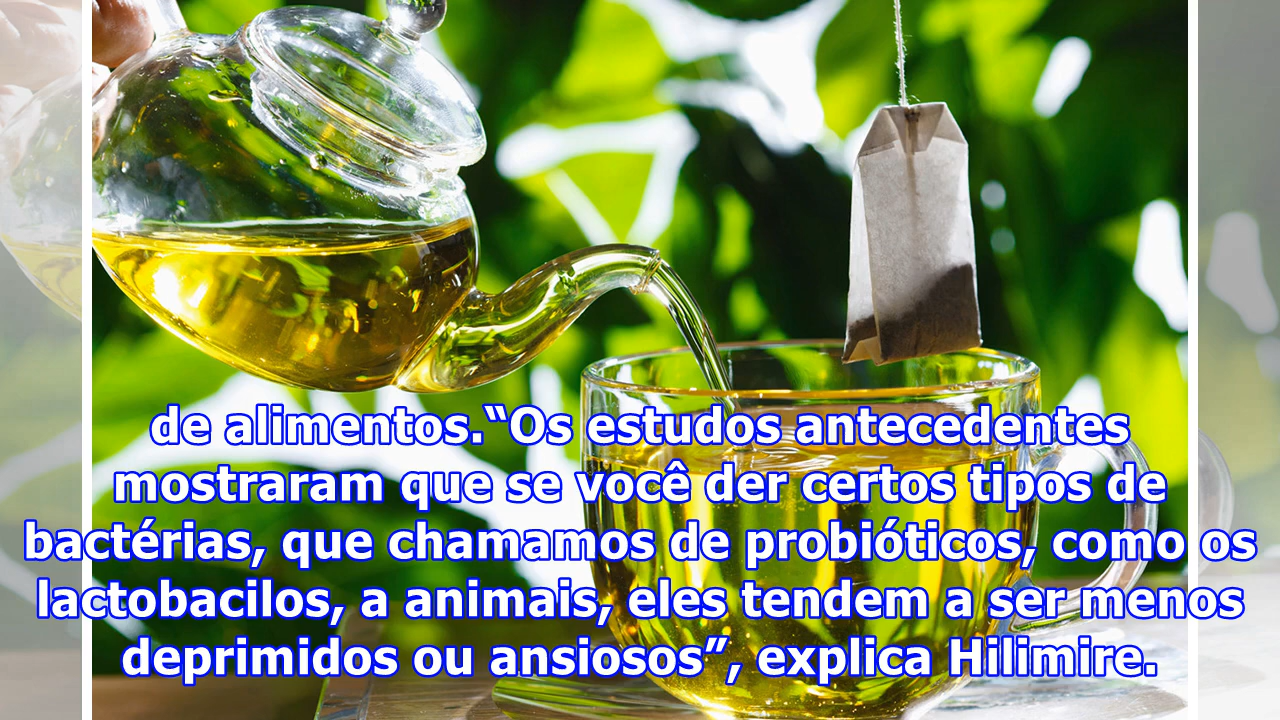 de alimentos.“Os estudos antecedentes
mostraram que se você der certos tipos de
bactérias, que chamamos de probióticos, como os
lactobacilos, a animais, eles tendem a ser menos
deprimidos ou ansiosos”, explica Hilimire.